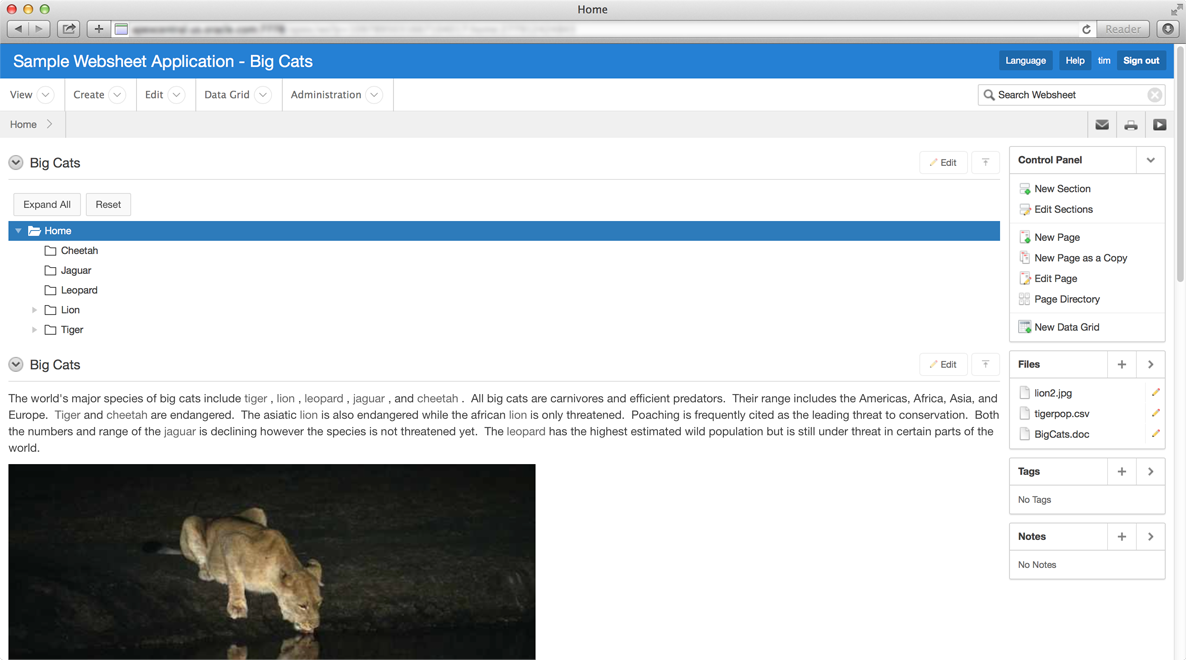 Home
Reader
Sample Websheet Application - Big Cats
Language Help tim Sign out
View Create Edit Data Grid Administration
Search Websheet
Home
Big Cats
Edit
Expand All Reset
Home
Cheetah
Jaguar
Leopard
Lion
Tiger
Big Cats
Edit
The world's major species of big cats include tiger , lion , leopard , jaguar , and cheetah . All big cats are carnivores and efficient predators. Their range includes the Americas, Africa, Asia, and
Europe. Tiger and cheetah are endangered. The asiatic lion is also endangered while the african lion is only threatened. Poaching is frequently cited as the leading threat to conservation. Both
the numbers and range of the jaguar is declining however the species is not threatened yet. The leopard has the highest estimated wild population but is still under threat in certain parts of the
world.
Control Panel
New Section
Edit Sections
New Page
New Page as a Copy
Edit Page
Page Directory
New Data Grid
Files
lion2.jpg
tigerpop.csv
BigCats.doc
Tags
No Tags
Notes
No Notes